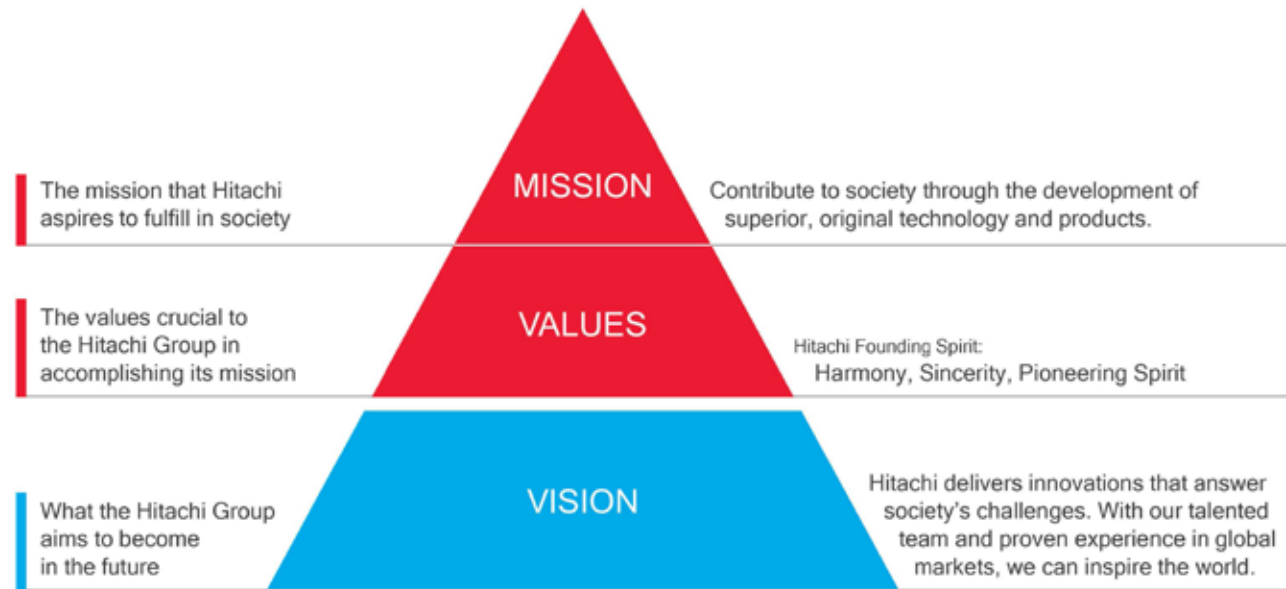 The mission that Hitachi
aspires to fulfill in society
MISSION
Contribute to society through the development of
superior, original technology and products.
The values crucial to
the Hitachi Group in
accomplishing its mission
VALUES
Hitachi Founding Spirit:
Harmony, Sincerity, Pioneering Spirit
What the Hitachi Group
aims to become
in the future
VISION
Hitachi delivers innovations that answer
society's challenges. With our talented
team and proven experience in global
markets, we can inspire the world.